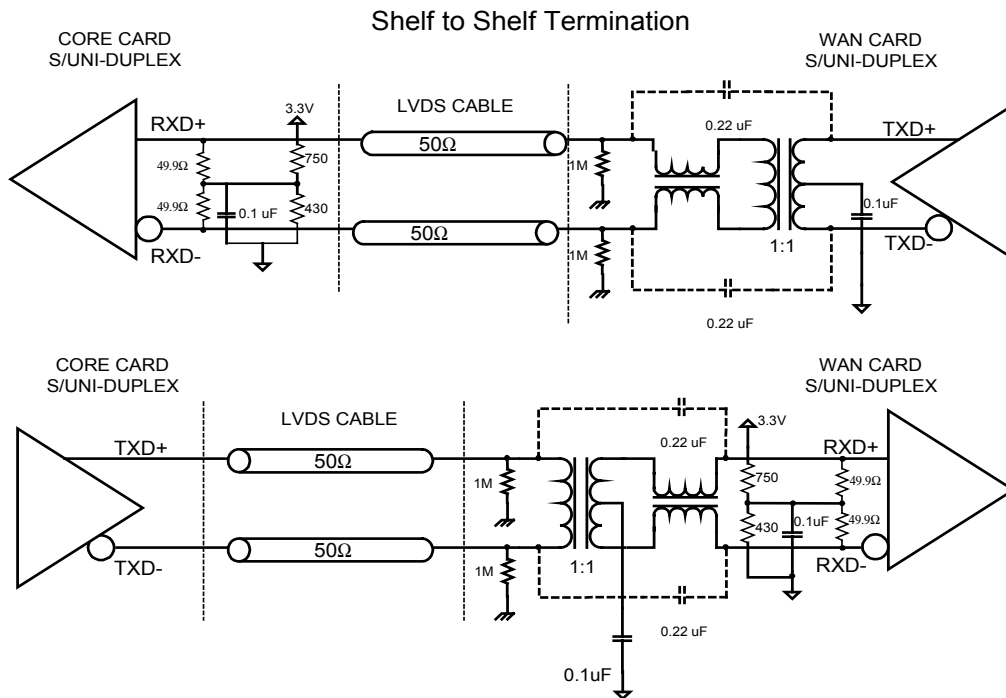 Shelf to Shelf Termination
CORE CARD
S/UNI-DUPLEX
WAN CARD
S/UNI-DUPLEX
3.3V
LVDS CABLE
RXD+
50Ω
0.22 uF
TXD+
49.9Ω
750
1M
49.9Ω
0.1 uF
430
0.1uF
RXD-
50Ω
1M
1:1
TXD-
0.22 uF
CORE CARD
S/UNI-DUPLEX
WAN CARD
S/UNI-DUPLEX
LVDS CABLE
3.3V
TXD+
50Ω
0.22 uF
RXD+
1M
750
49.9Ω
430
0.1uF
49.9Ω
TXD-
50Ω
1M
1:1
RXD-
0.22 uF
0.1uF